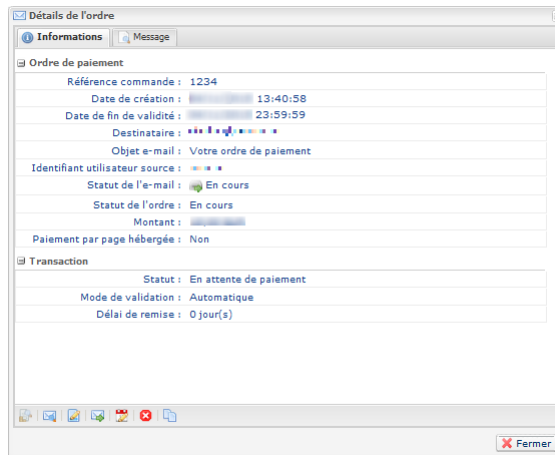 Détails de l'ordre
Informations
Message
Ordre de paiement
Référence commande : 1234
Date de création : 13:40:58
Date de fin de validité : 23:59:59
Destinataire :
Objet e-mail : Votre ordre de paiement
Identifiant utilisateur source :
Statut de l'e-mail : En cours
Statut de l'ordre : En cours
Montant :
Paiement par page hébergée : Non
Transaction
Statut : En attente de paiement
Mode de validation : Automatique
Délai de remise : 0 jour(s)
Fermer